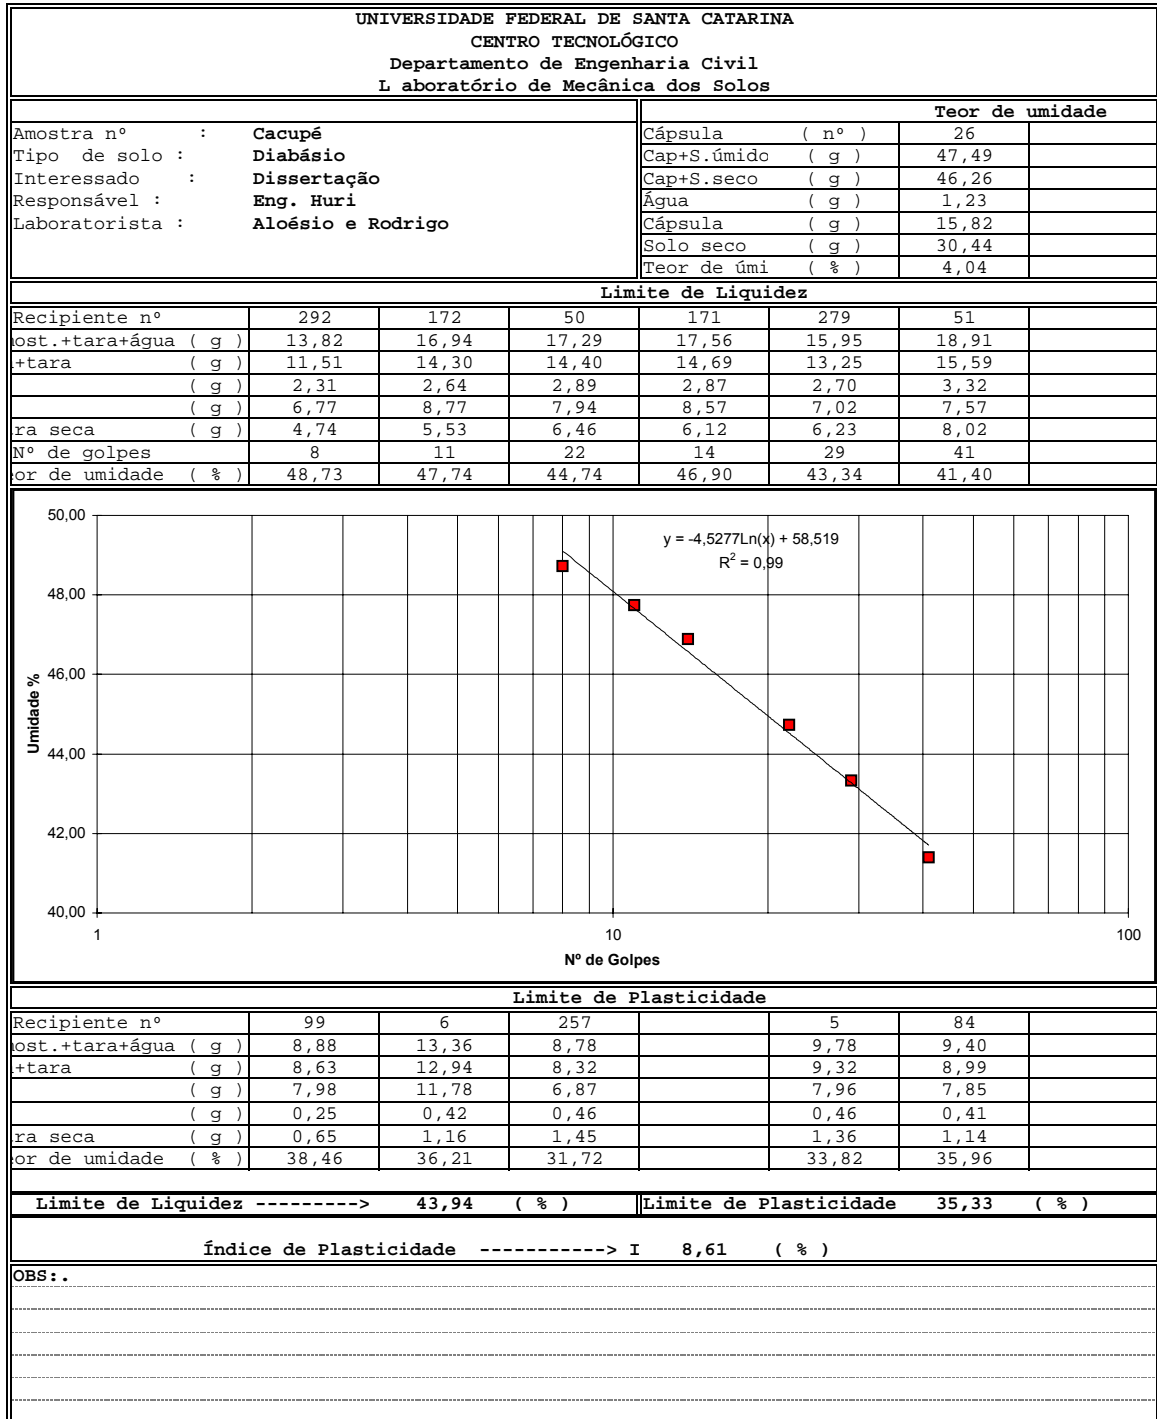 UNIVERSIDADE FEDERAL DE SANTA CATARINA
CENTRO TECNOLÓGICO
Departamento de Engenharia Civil
L aboratório de Mecânica dos Solos
Teor de umidade
Amostra nº : Cacupé
Tipo de solo : Diabásio
Interessado : Dissertação
Responsável : Eng. Huri
Laboratorista : Aloésio e Rodrigo
Cápsula ( nº ) 26
Cap+S.úmido ( g ) 47,49
Cap+S.seco ( g ) 46,26
Água ( g ) 1,23
Cápsula ( g ) 15,82
Solo seco ( g ) 30,44
Teor de úmi ( % ) 4,04
Limite de Liquidez
Recipiente nº 292 172 50 171 279 51
ost.+tara+água ( g ) 13,82 16,94 17,29 17,56 15,95 18,91
+tara ( g ) 11,51 14,30 14,40 14,69 13,25 15,59
( g ) 2,31 2,64 2,89 2,87 2,70 3,32
( g ) 6,77 8,77 7,94 8,57 7,02 7,57
ra seca ( g ) 4,74 5,53 6,46 6,12 6,23 8,02
Nº de golpes 8 11 22 14 29 41
or de umidade ( % ) 48,73 47,74 44,74 46,90 43,34 41,40
50,00
y = -4,5277Ln(x) + 58,519
R² = 0,99
48,00
46,00
Umidade %
44,00
42,00
40,00
1 10 100
Nº de Golpes
Limite de Plasticidade
Recipiente nº 99 6 257 5 84
ost.+tara+água ( g ) 8,88 13,36 8,78 9,78 9,40
+tara ( g ) 8,63 12,94 8,32 9,32 8,99
( g ) 7,98 11,78 6,87 7,96 7,85
( g ) 0,25 0,42 0,46 0,46 0,41
ra seca ( g ) 0,65 1,16 1,45 1,36 1,14
or de umidade ( % ) 38,46 36,21 31,72 33,82 35,96
Limite de Liquidez ---------> 43,94 ( % ) Limite de Plasticidade 35,33 ( % )
Índice de Plasticidade -----------> I 8,61 ( % )
OBS:.